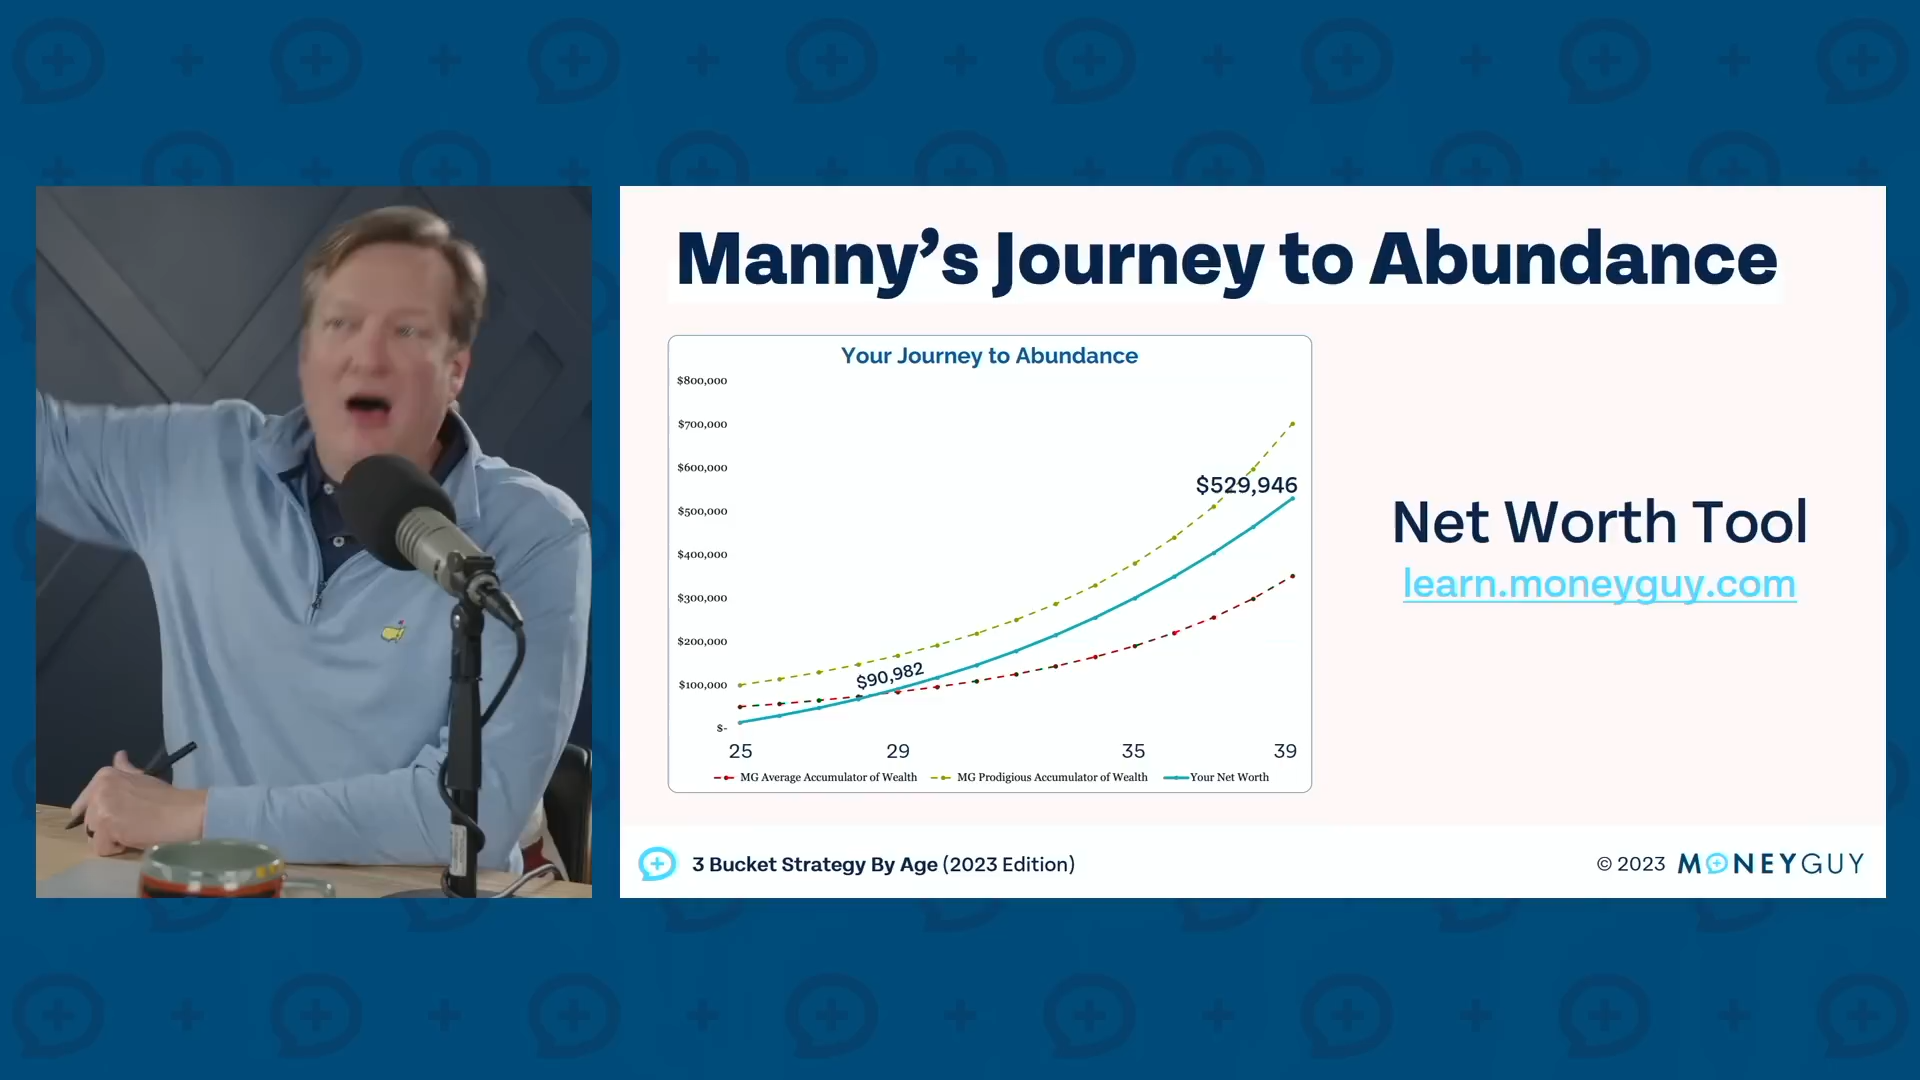 Manny’s Journey to Abundance
Your Journey to Abundance
$800,000
$700,000
$600,000
$500,000
$400,000
$300,000
$200,000
$100,000
$-
$529,946
$90,982
25 29 35 39
MG Average Accumulator of Wealth MG Prodigious Accumulator of Wealth Your Net Worth
Net Worth Tool
learn.moneyguy.com
3 Bucket Strategy By Age (2023 Edition)
© 2023 MONEYGUY